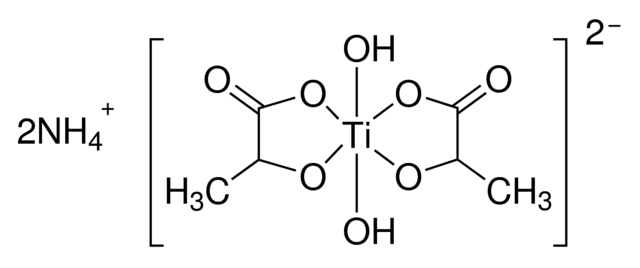 OH
2−
O O O O
2NH4+
Ti
H3C O O CH3
OH